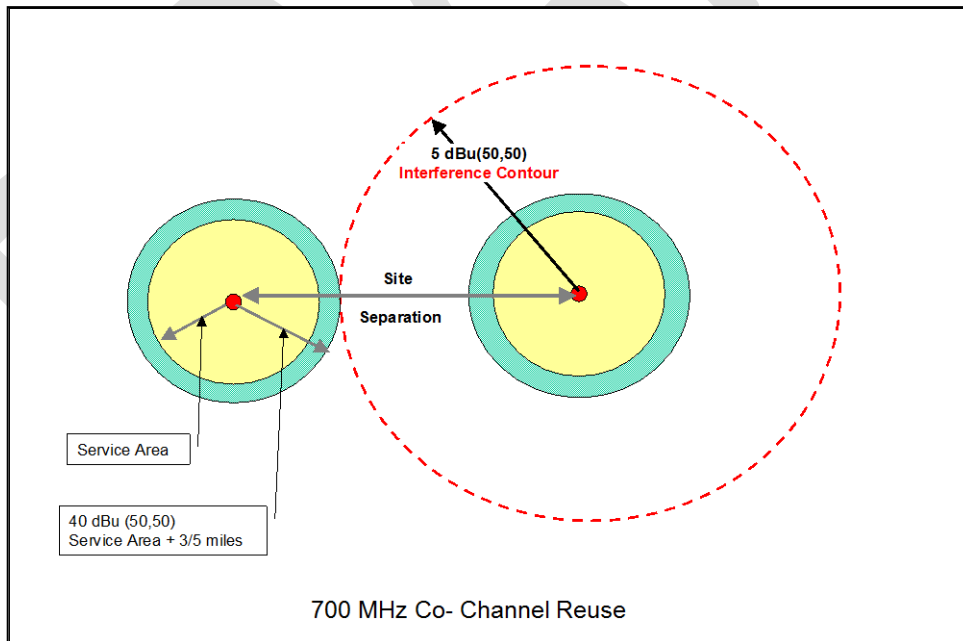 5 dBu(50,50)
Interference Contour
Site
Separation
Service Area
40 dBu (50,50)
Service Area + 3/5 miles
700 MHz Co- Channel Reuse